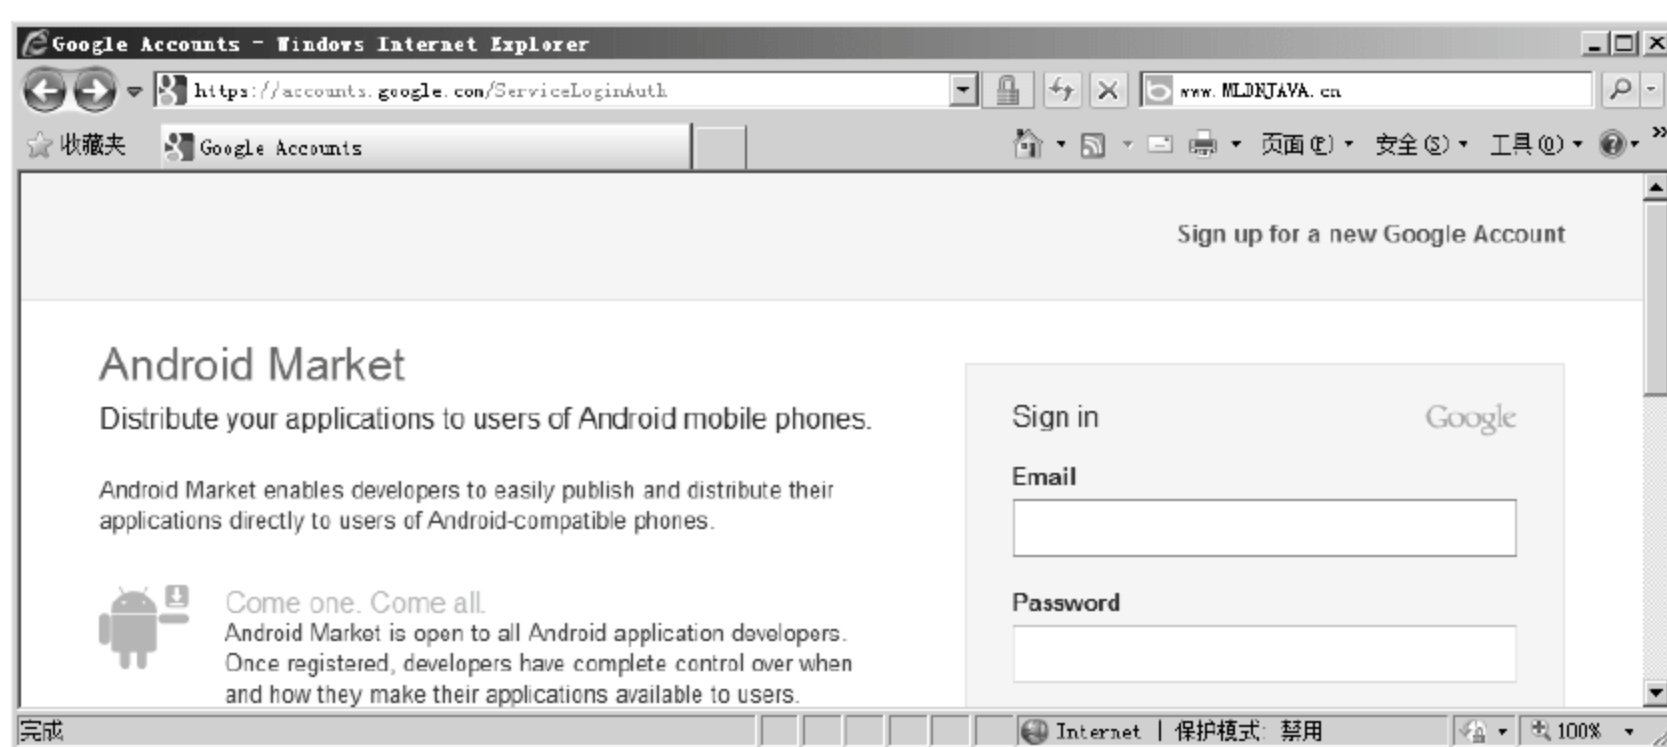 Google Accounts - Windows Internet Explorer
https://accounts.google.com/ServiceLoginAuth
www.MLDNJAVA.cn
收藏夹
Google Accounts
页面(P)
安全(S)
工具(O)
Sign up for a new Google Account
Android Market
Distribute your applications to users of Android mobile phones.
Android Market enables developers to easily publish and distribute their
applications directly to users of Android-compatible phones.
Come one. Come all.
Android Market is open to all Android application developers.
Once registered, developers have complete control over when
and how they make their applications available to users.
Sign in
Google
Email
Password
完成
Internet | 保护模式: 禁用
100%